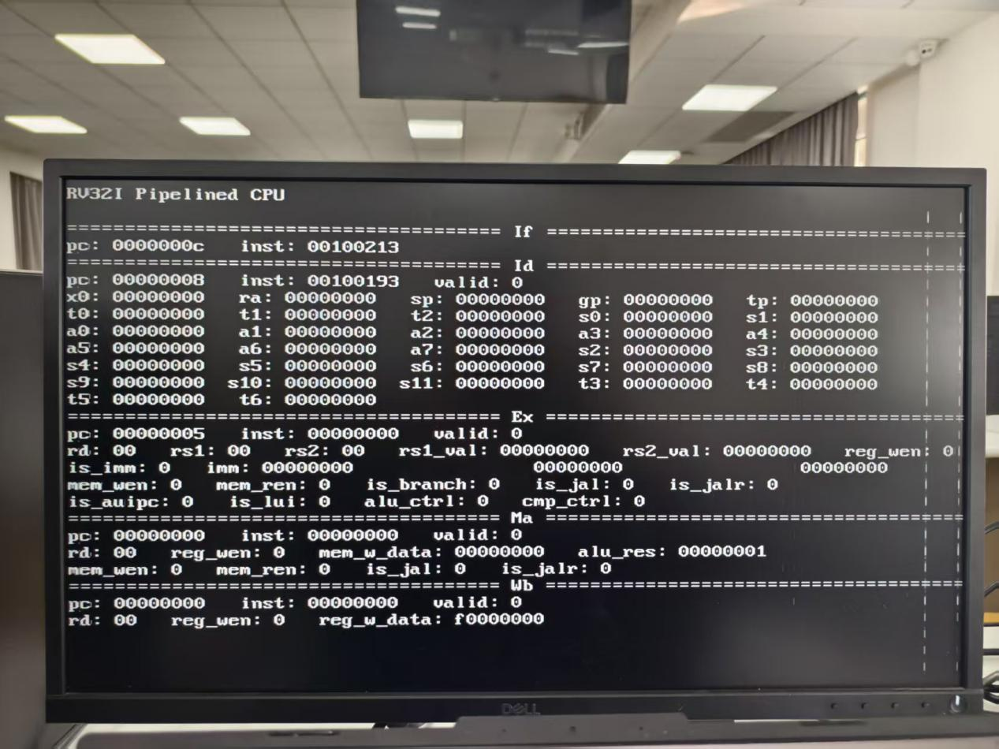 RV32I Pipelined CPU
====================================== If =====================================
pc: 0000000c inst: 00100213
====================================== Id =====================================
pc: 00000008 inst: 00100193 valid: 0
x0: 00000000 ra: 00000000 sp: 00000000 gp: 00000000 tp: 00000000
t0: 00000000 t1: 00000000 t2: 00000000 s0: 00000000 s1: 00000000
a0: 00000000 a1: 00000000 a2: 00000000 a3: 00000000 a4: 00000000
a5: 00000000 a6: 00000000 a7: 00000000 s2: 00000000 s3: 00000000
s4: 00000000 s5: 00000000 s6: 00000000 s7: 00000000 s8: 00000000
s9: 00000000 s10: 00000000 s11: 00000000 t3: 00000000 t4: 00000000
t5: 00000000 t6: 00000000
====================================== Ex =====================================
pc: 00000005 inst: 00000000 valid: 0
rd: 00 rs1: 00 rs2: 00 rs1_val: 00000000 rs2_val: 00000000 reg_wen: 0
is_imm: 0 imm: 00000000 00000000 00000000
mem_wen: 0 mem_ren: 0 is_branch: 0 is_jal: 0 is_jalr: 0
is_auipc: 0 is_lui: 0 alu_ctrl: 0 cmp_ctrl: 0
====================================== Ma =====================================
pc: 00000000 inst: 00000000 valid: 0
rd: 00 reg_wen: 0 mem_w_data: 00000000 alu_res: 00000001
mem_wen: 0 mem_ren: 0 is_jal: 0 is_jalr: 0
====================================== Wb =====================================
pc: 00000000 inst: 00000000 valid: 0
rd: 00 reg_wen: 0 reg_w_data: f0000000
DELL